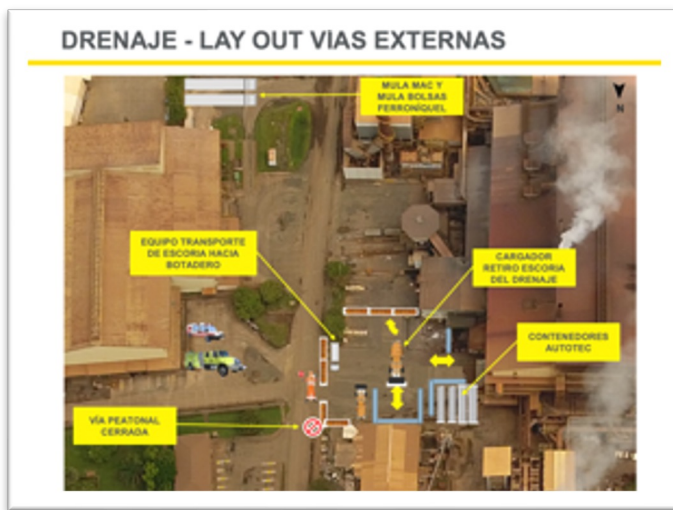 DRENAJE - LAY OUT VIAS EXTERNAS
MULA MAC Y
MULA BOLSAS
FERRONÍQUEL
N
EQUIPO TRANSPORTE
DE ESCORIA HACIA
BOTADERO
CARGADOR
RETIRO ESCORIA
DEL DRENAJE
CONTENEDORES
AUTOTEC
VÍA PEATONAL
CERRADA